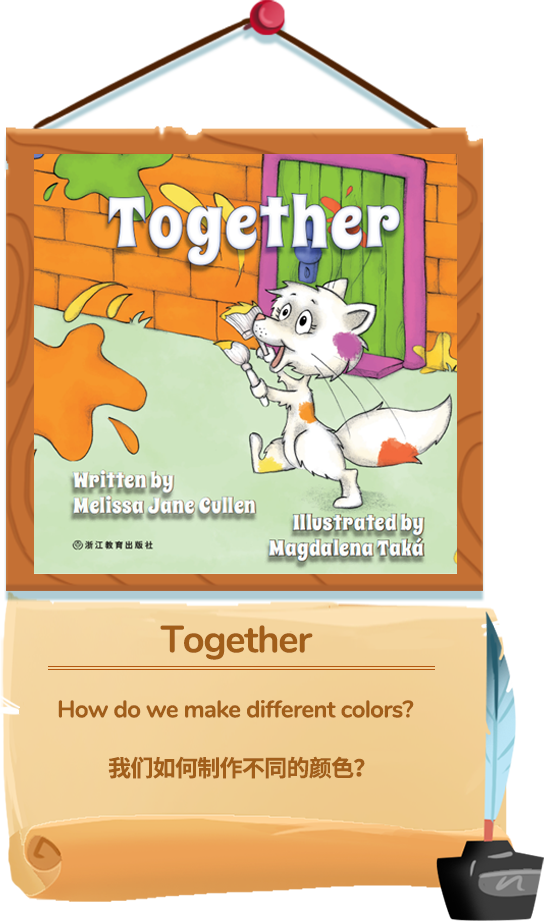 Together
Written by
Melissa Jane Cullen
Illustrated by
Magdalena Taká
浙江教育出版社
Together
How do we make different colors?
我们如何制作不同的颜色？